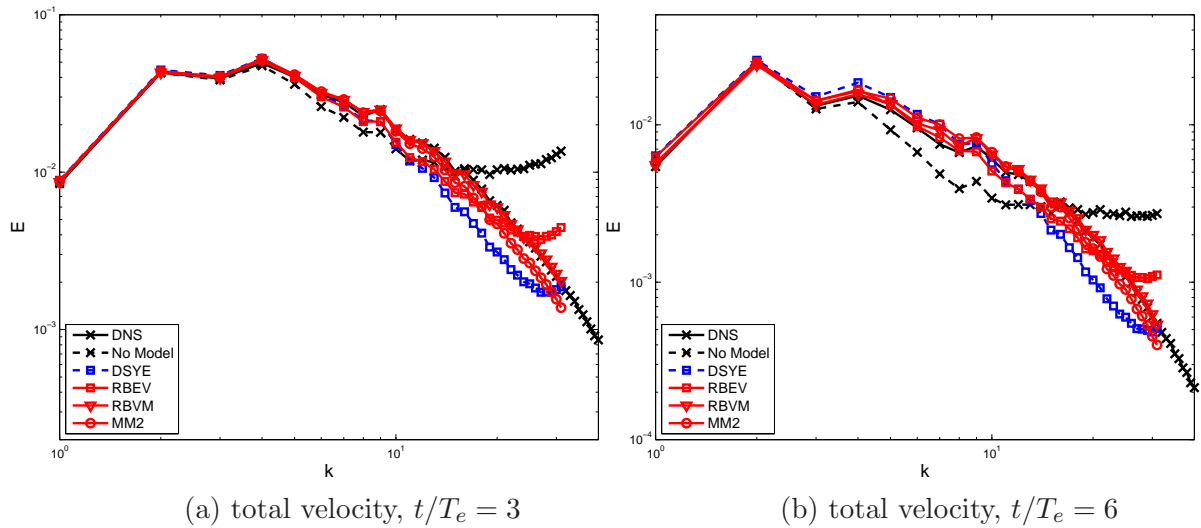 10^{-1}
10^{-2}
10^{-3}
E
10^{0}
10^{1}
k
DNS
No Model
DSYE
RBEV
RBVM
MM2
(a) total velocity, t/T_e = 3
10^{-2}
10^{-3}
10^{-4}
E
10^{0}
10^{1}
k
DNS
No Model
DSYE
RBEV
RBVM
MM2
(b) total velocity, t/T_e = 6